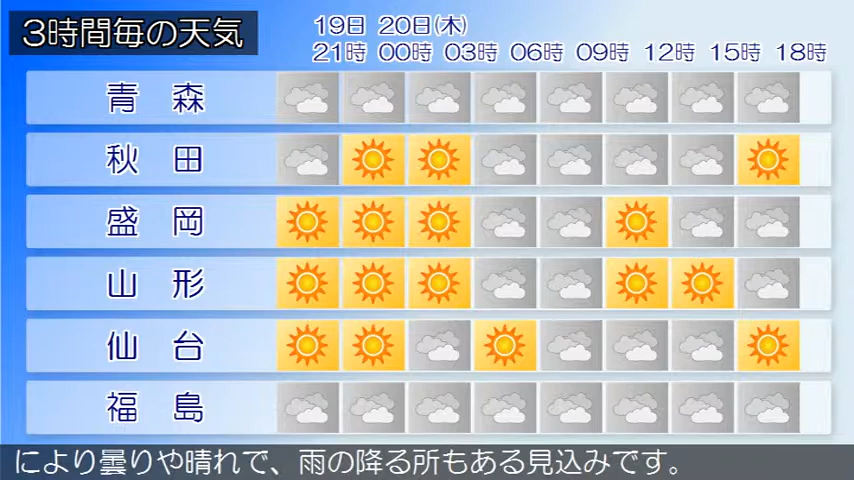 3時間毎の天気
19日 20日(木)
21時 00時 03時 06時 09時 12時 15時 18時
青 森
秋 田
盛 岡
山 形
仙 台
福 島
により曇りや晴れで、雨の降る所もある見込みです。